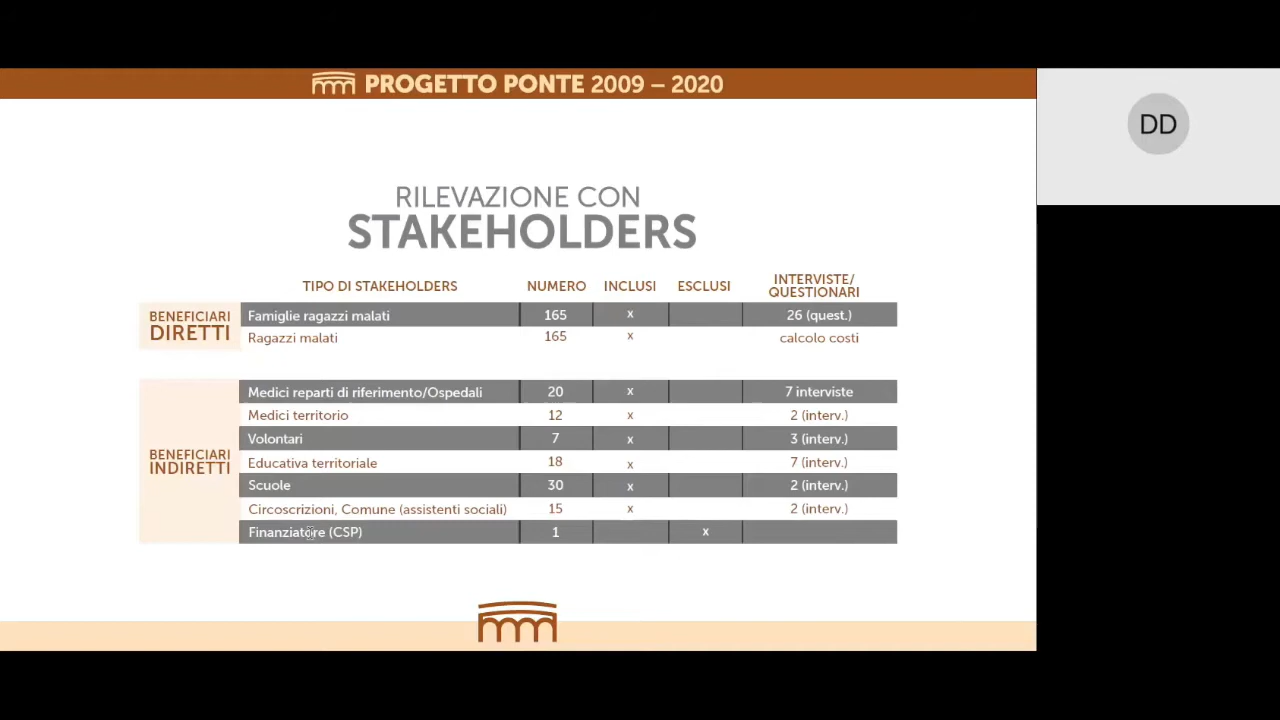 PROGETTO PONTE 2009 – 2020
DD
RILEVAZIONE CON
STAKEHOLDERS
TIPO DI STAKEHOLDERS NUMERO INCLUSI ESCLUSI INTERVISTE/
QUESTIONARI
BENEFICIARI
DIRETTI
Famiglie ragazzi malati 165 x 26 (quest.)
Ragazzi malati 165 x calcolo costi
BENEFICIARI
INDIRETTI
Medici reparti di riferimento/Ospedali 20 x 7 interviste
Medici territorio 12 x 2 (interv.)
Volontari 7 x 3 (interv.)
Educativa territoriale 18 x 7 (interv.)
Scuole 30 x 2 (interv.)
Circoscrizioni, Comune (assistenti sociali) 15 x 2 (interv.)
Finanziatore (CSP) 1 x